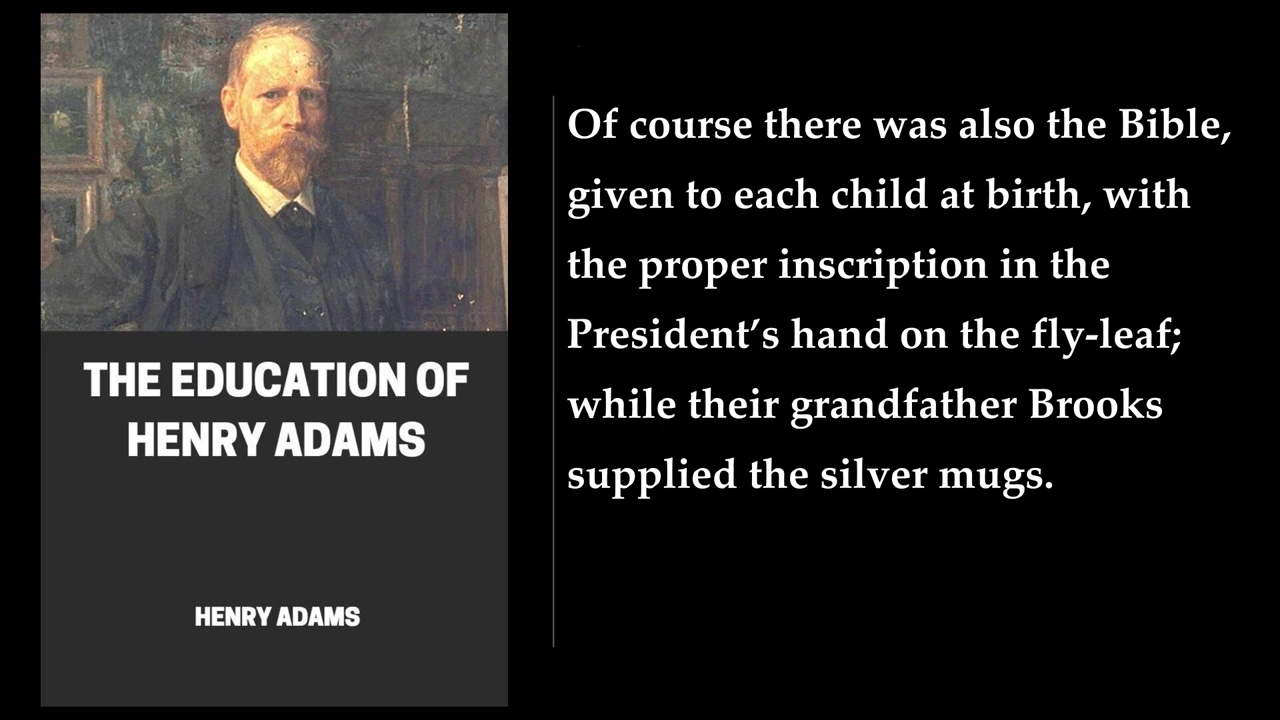 THE EDUCATION OF
HENRY ADAMS
HENRY ADAMS
Of course there was also the Bible,
given to each child at birth, with
the proper inscription in the
President’s hand on the fly-leaf;
while their grandfather Brooks
supplied the silver mugs.